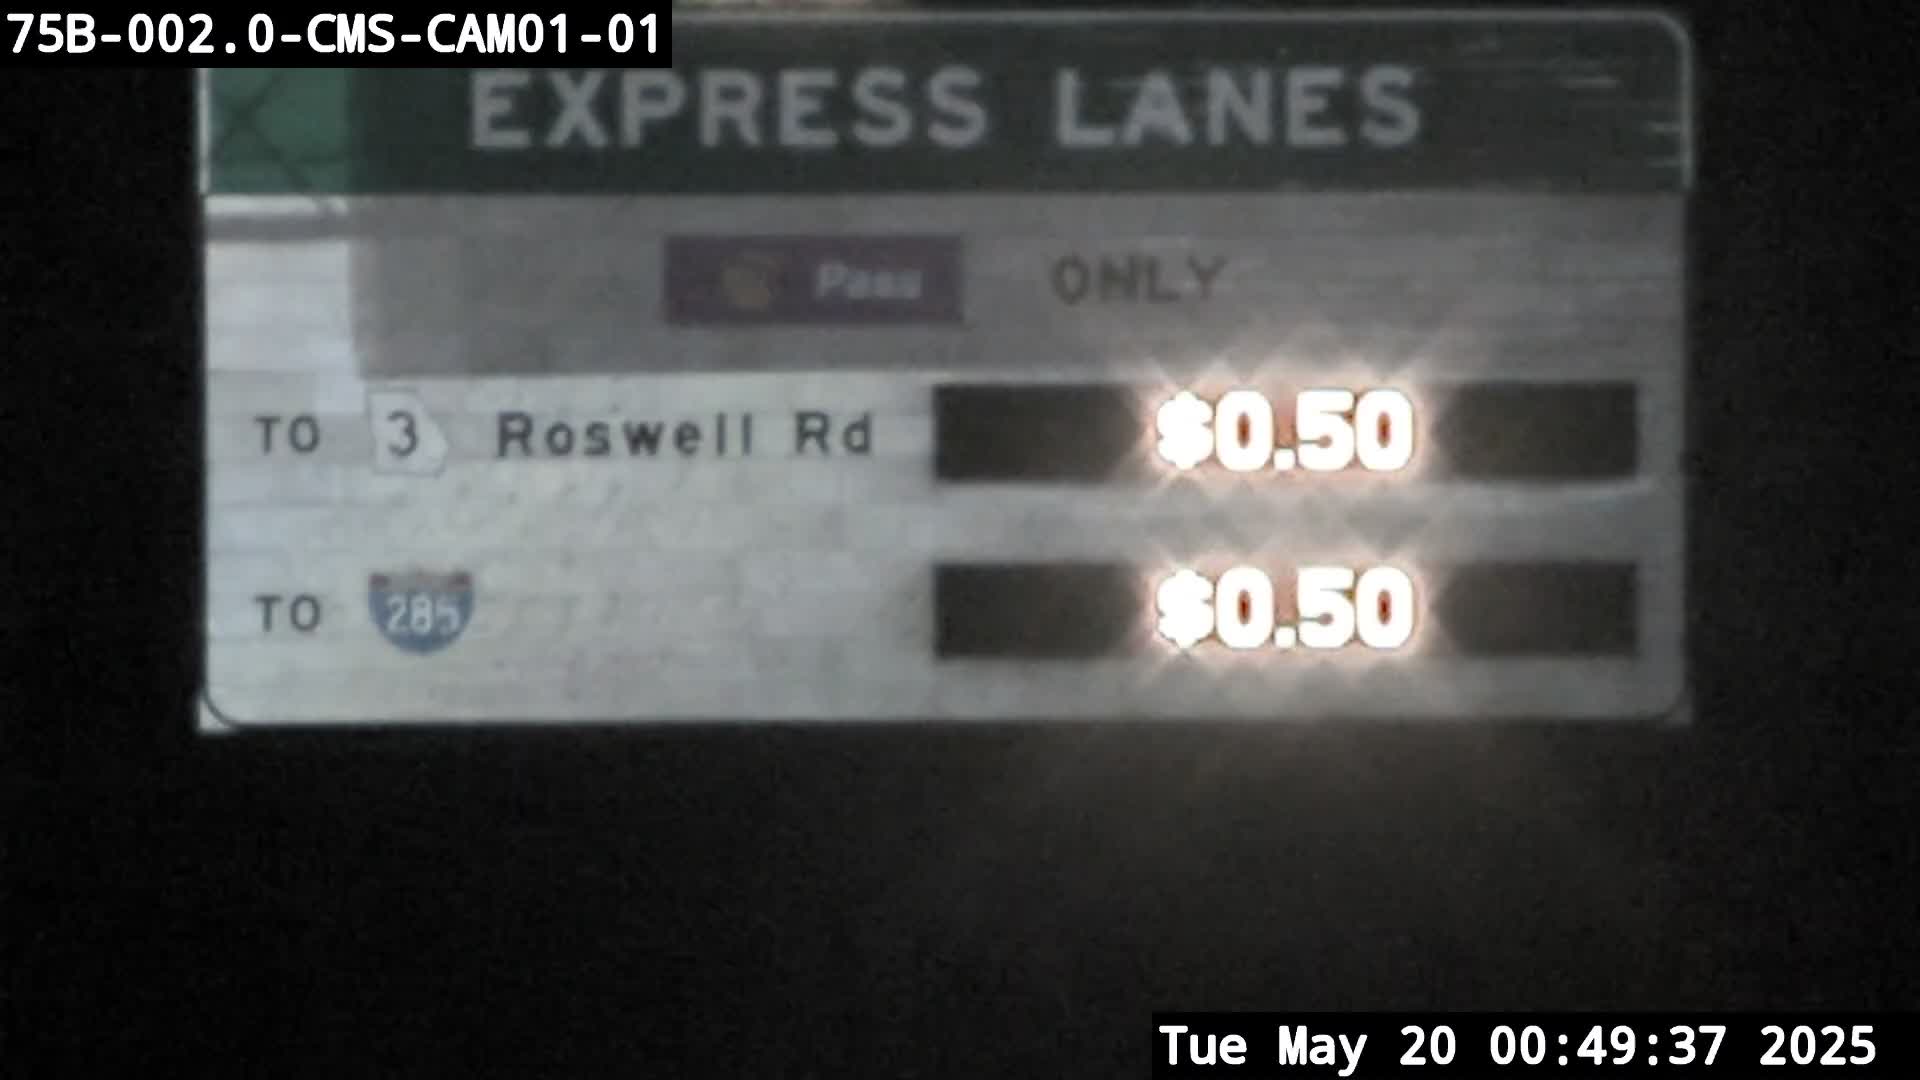 75B-002.0-CMS-CAM01-01
EXPRESS LANES
Pass ONLY
TO 3 Roswell Rd $0.50
TO 285 $0.50
Tue May 20 00:49:37 2025